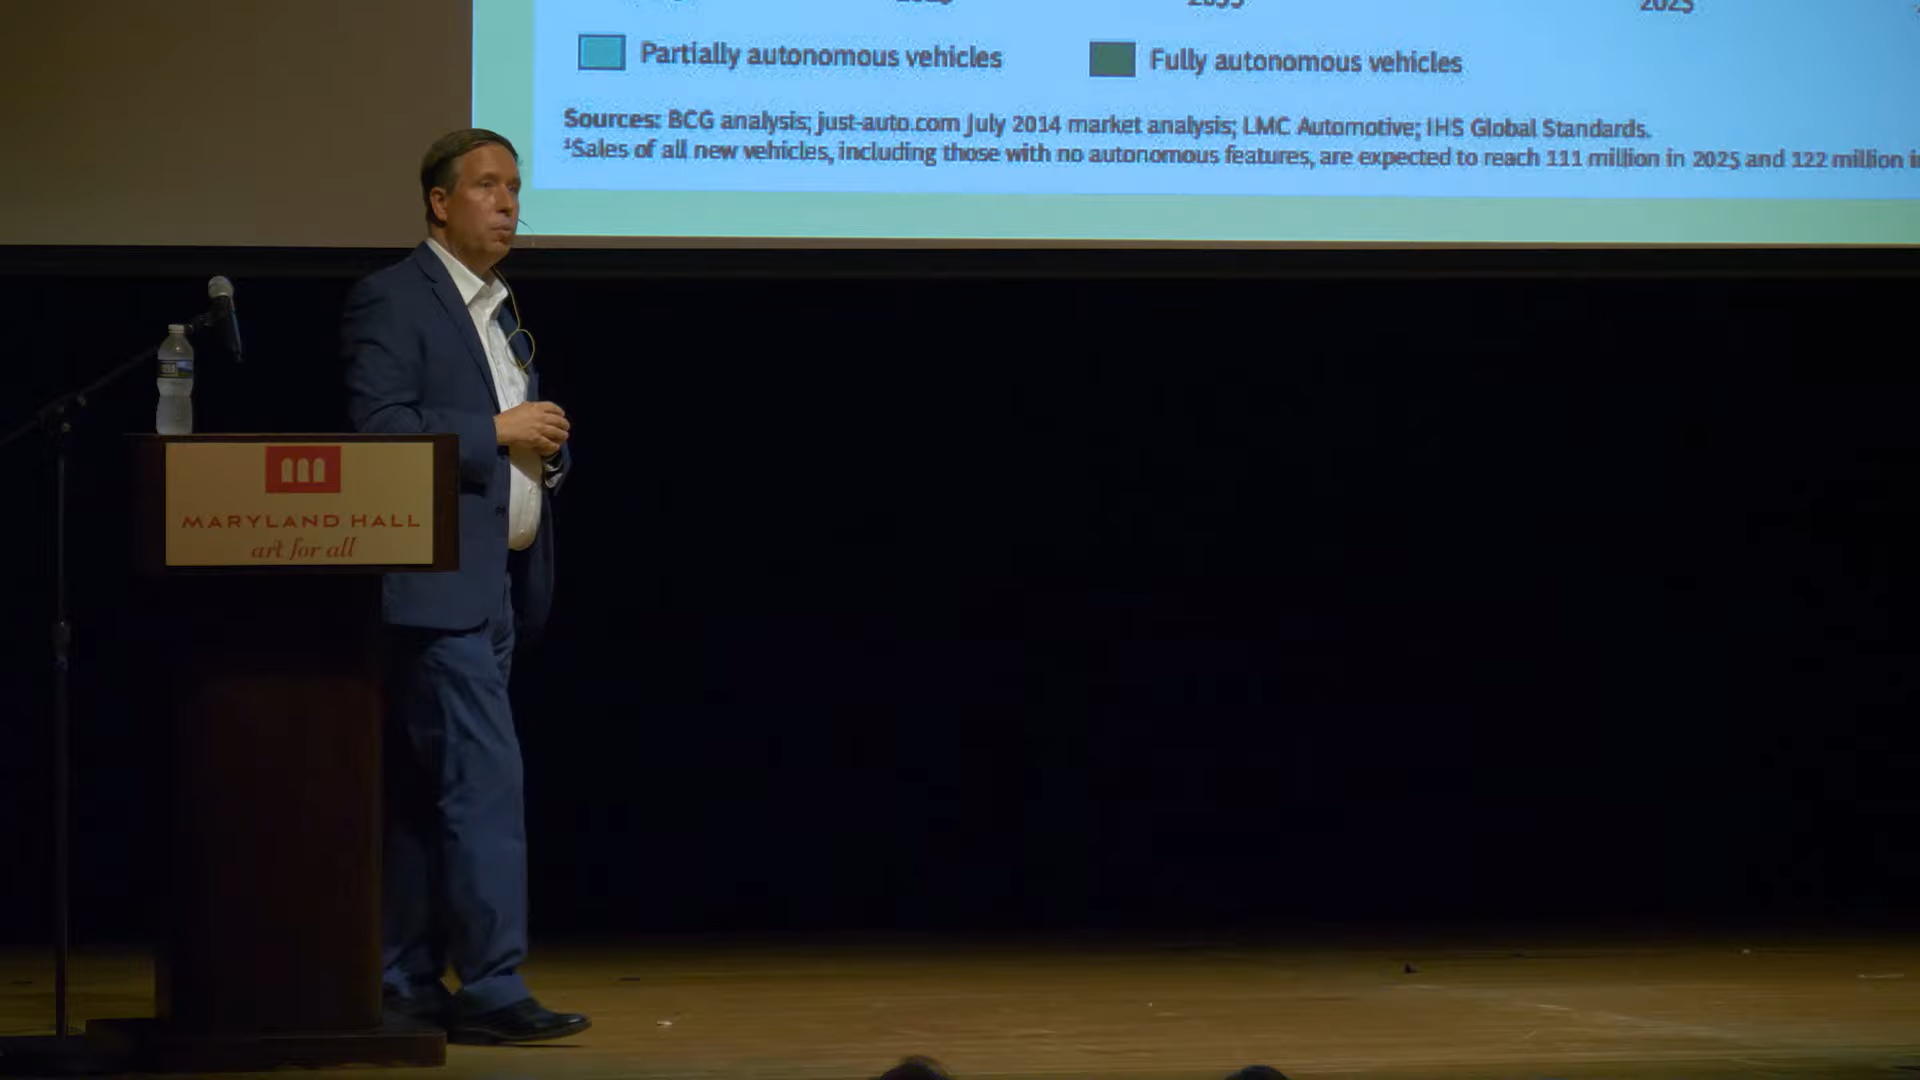 2025
Partially autonomous vehicles
Fully autonomous vehicles
Sources: BCG analysis; just-auto.com July 2014 market analysis; LMC Automotive; IHS Global Standards.
¹Sales of all new vehicles, including those with no autonomous features, are expected to reach 111 million in 2025 and 122 million
MARYLAND HALL
art for all